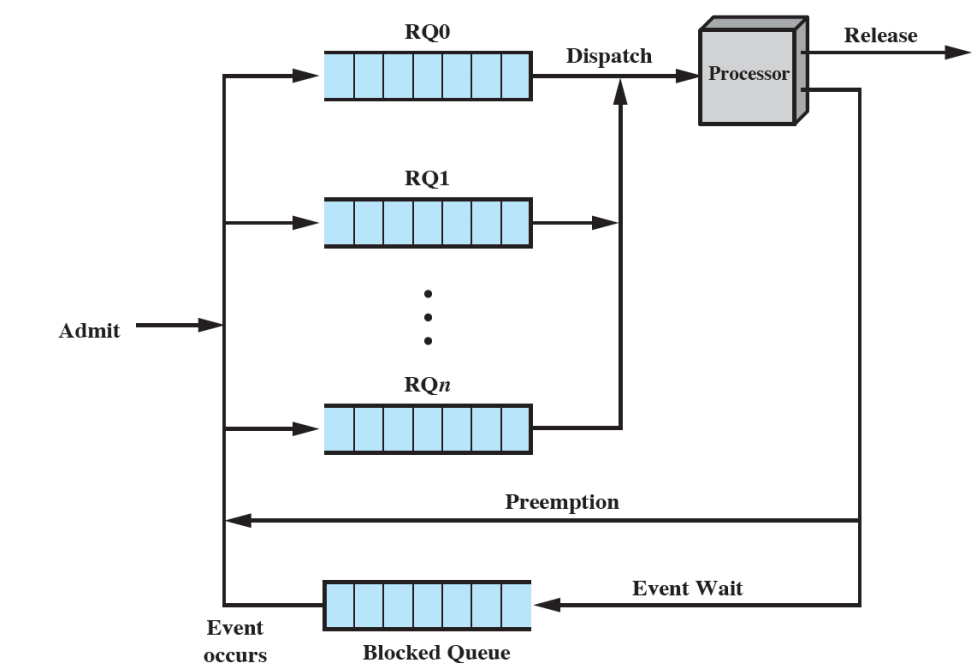 RQ0
Release
Dispatch
Processor
RQ1
Admit
RQn
Preemption
Event Wait
Event
occurs
Blocked Queue